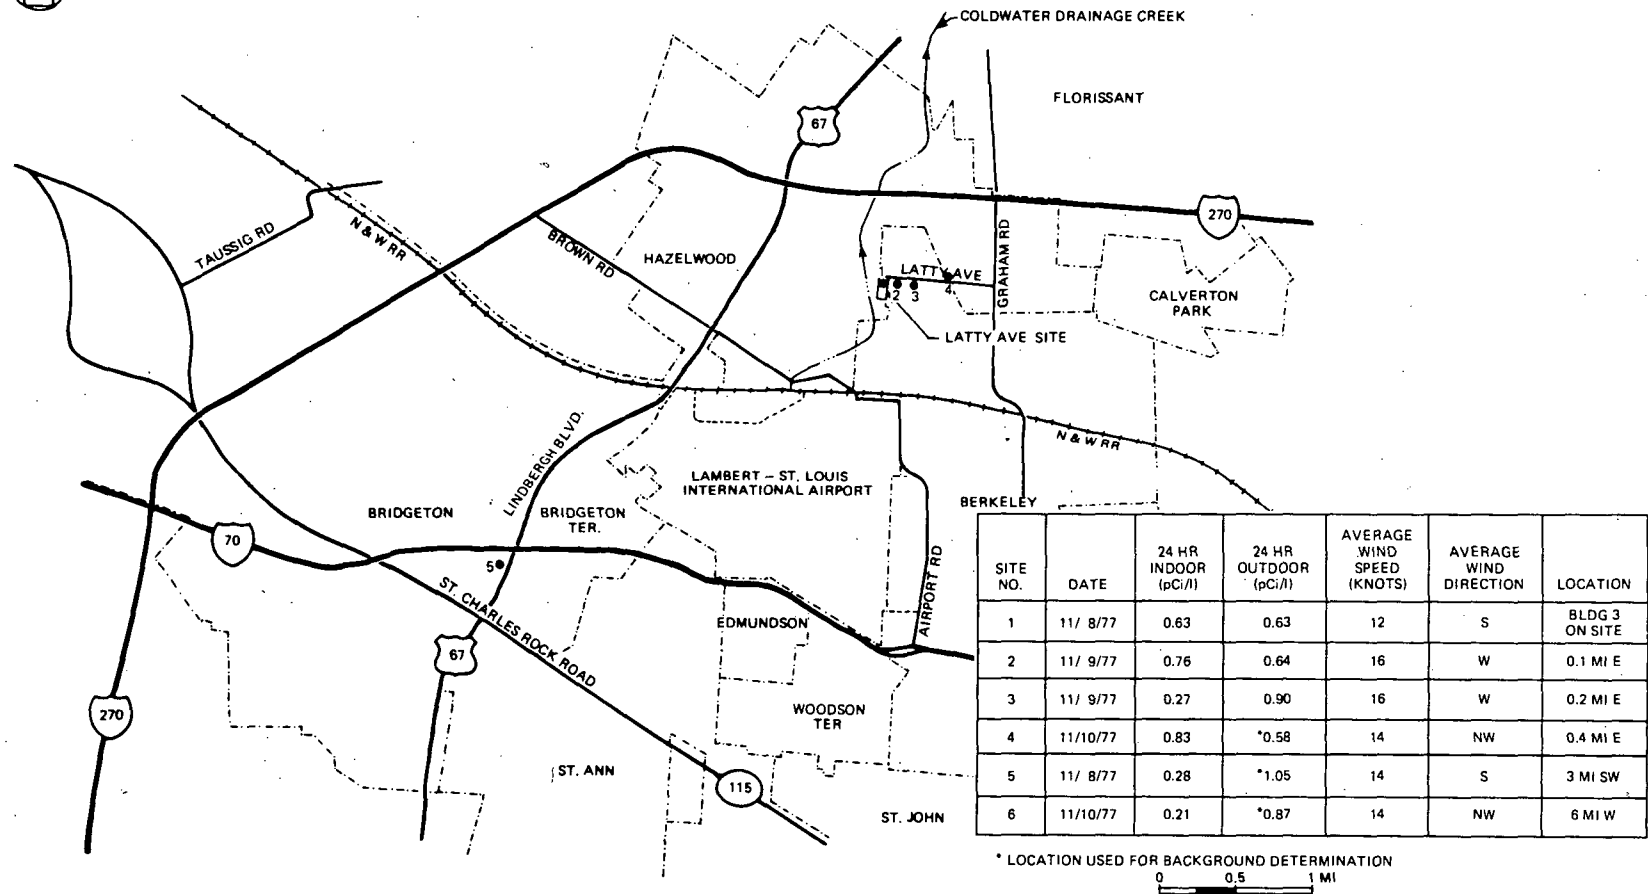 COLDWATER DRAINAGE CREEK
FLORISSANT
67
270
TAUSSIG RD
N & W RR
BROWN RD
HAZELWOOD
GRAHAM RD
LATTY AVE
2
3
4
CALVERTON
PARK
LATTY AVE SITE
LINDBERGH BLVD.
N & W RR
LAMBERT – ST. LOUIS
INTERNATIONAL AIRPORT
BERKELEY
BRIDGETON
BRIDGETON
TER.
70
5
ST. CHARLES ROCK ROAD
AIRPORT RD
EDMUNDSON
67
270
WOODSON
TER
ST. ANN
115
ST. JOHN
SITE NO. DATE 24 HR INDOOR (pCi/l) 24 HR OUTDOOR (pCi/l) AVERAGE WIND SPEED (KNOTS) AVERAGE WIND DIRECTION LOCATION
1 11/ 8/77 0.63 0.63 12 S BLDG 3 ON SITE
2 11/ 9/77 0.76 0.64 16 W 0.1 MI E
3 11/ 9/77 0.27 0.90 16 W 0.2 MI E
4 11/10/77 0.83 *0.58 14 NW 0.4 MI E
5 11/ 8/77 0.28 *1.05 14 S 3 MI SW
6 11/10/77 0.21 *0.87 14 NW 6 MI W
* LOCATION USED FOR BACKGROUND DETERMINATION
0 0.5 1 MI